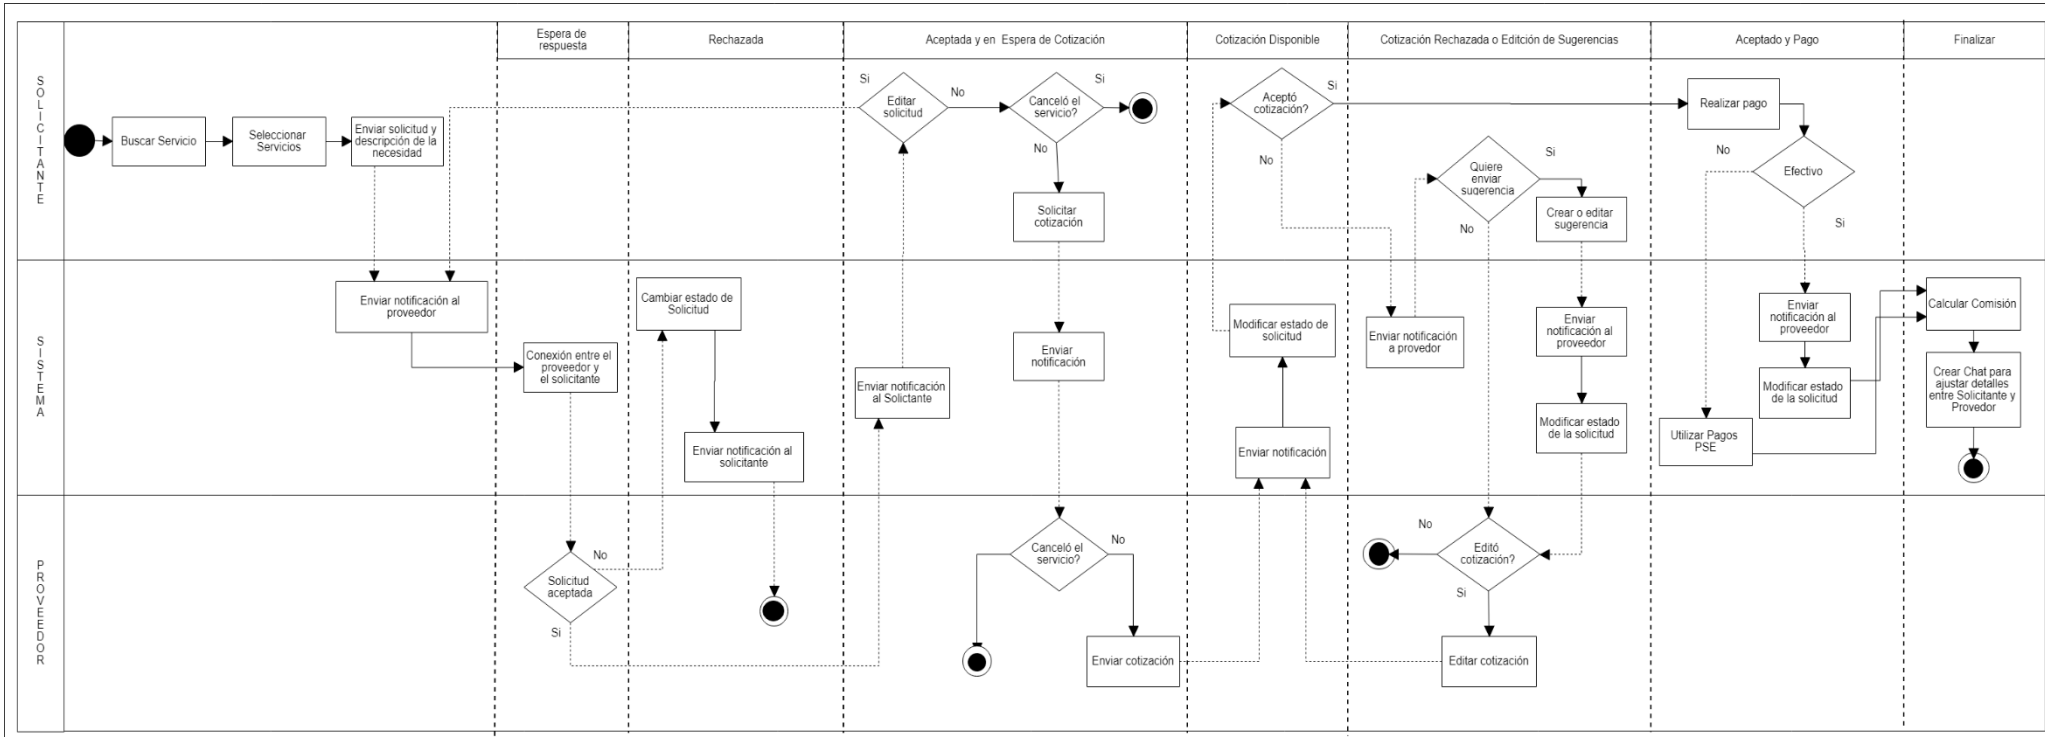 Espera de
respuesta
Rechazada
Aceptada y en Espera de Cotización
Cotización Disponible
Cotización Rechazada o Editción de Sugerencias
Aceptado y Pago
Finalizar
SOLICITANTE
Buscar Servicio
Seleccionar
Servicios
Enviar solicitud y
descripción de la
necesidad
Si
Editar
solicitud
No
Canceló el
servicio?
Si
No
Solicitar
cotización
Aceptó
cotización?
Si
No
Quiere
enviar
sugerencia
Si
No
Crear o editar
sugerencia
Realizar pago
No
Efectivo
Si
SISTEMA
Enviar notificación al
proveedor
Conexión entre el
proveedor y
el solicitante
Cambiar estado de
Solicitud
Enviar notificación al
solicitante
Enviar notificación
al Solictante
Enviar
notificación
Modificar estado de
solicitud
Enviar notificación
Enviar notificación
a provedor
Enviar
notificación al
proveedor
Modificar estado
de la solicitud
Enviar
notificación al
proveedor
Modificar estado
de la solicitud
Utilizar Pagos
PSE
Calcular Comisión
Crear Chat para
ajustar detalles
entre Solicitante y
Provedor
PROVEEDOR
No
Solicitud
aceptada
Si
Canceló el
servicio?
No
Enviar cotización
No
Editó
cotización?
Si
Editar cotización